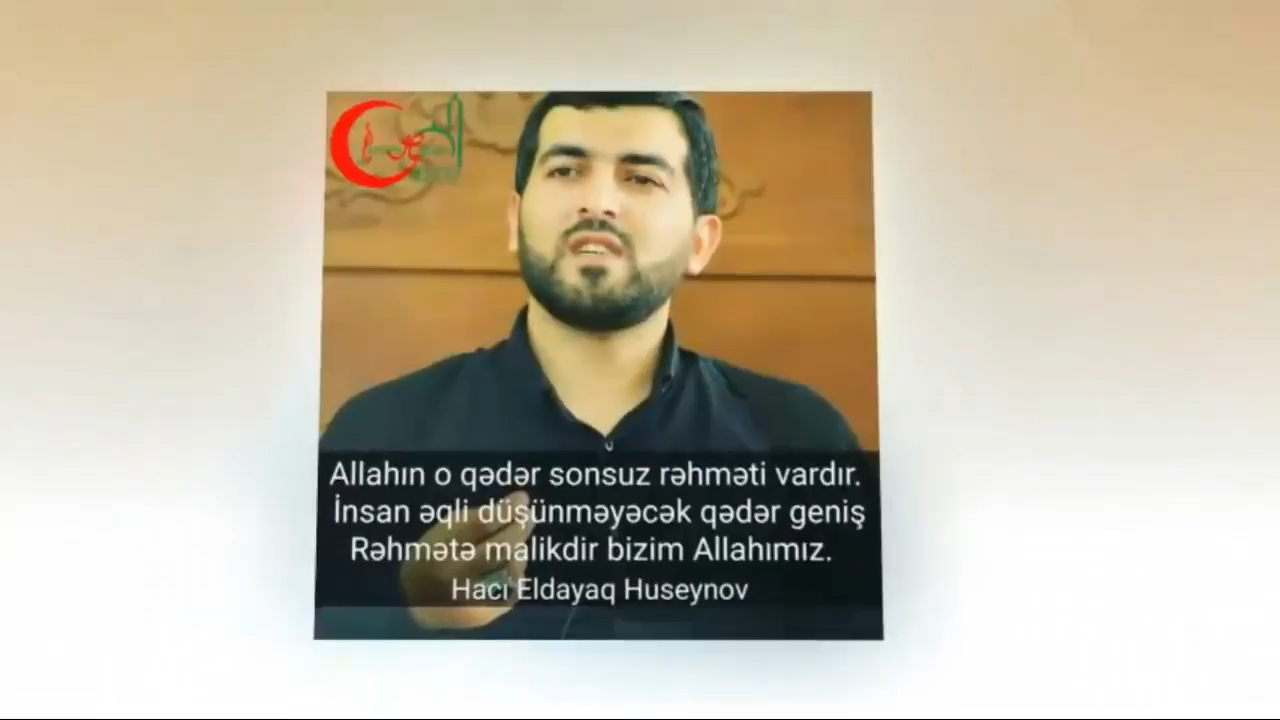 Allahın o qədər sonsuz rəhməti vardır.
İnsan əqli düşünməyəcək qədər geniş
Rəhmətə malikdir bizim Allahımız.
Hacı Eldayaq Huseynov